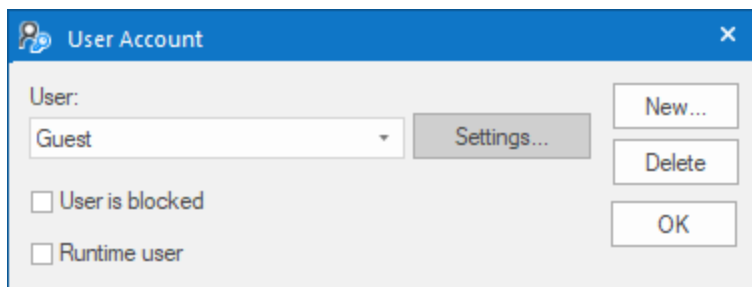 User Account
User:
Guest
Settings...
New...
Delete
OK
User is blocked
Runtime user